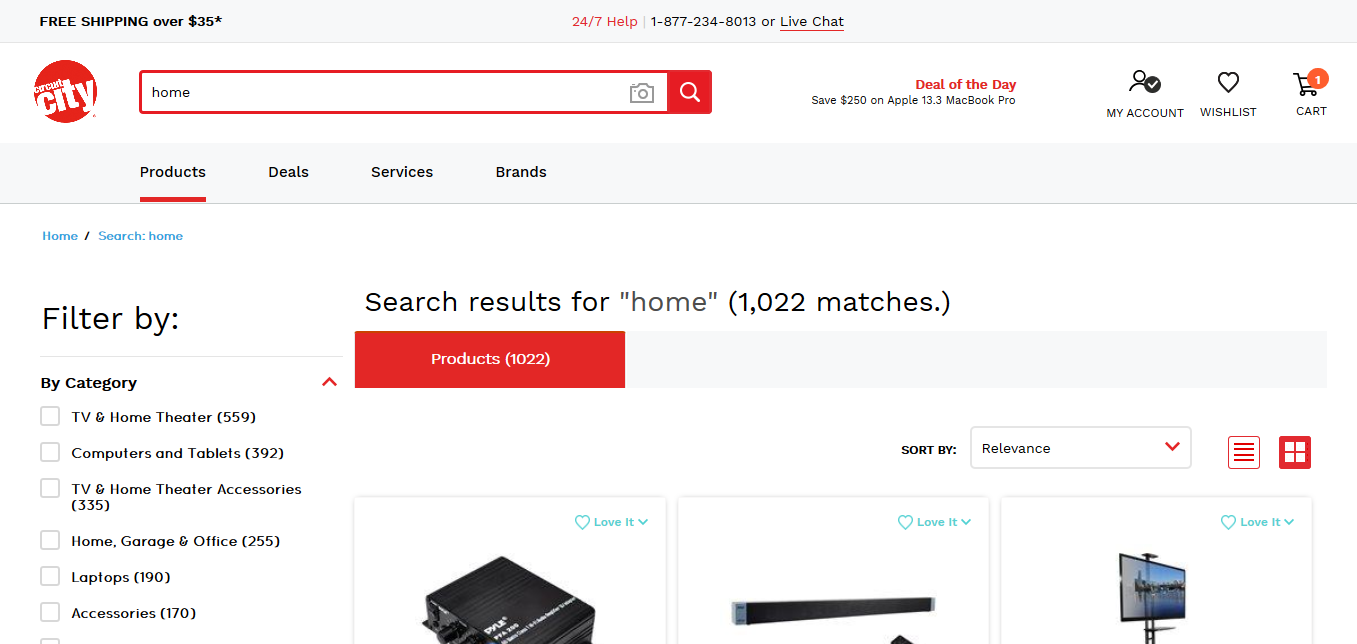 FREE SHIPPING over $35*
24/7 Help | 1-877-234-8013 or Live Chat
circuit
city
home
Deal of the Day
Save $250 on Apple 13.3 MacBook Pro
MY ACCOUNT
WISHLIST
1
CART
Products
Deals
Services
Brands
Home / Search: home
Filter by:
Search results for "home" (1,022 matches.)
Products (1022)
By Category
TV & Home Theater (559)
Computers and Tablets (392)
TV & Home Theater Accessories
(335)
Home, Garage & Office (255)
Laptops (190)
Accessories (170)
SORT BY:
Relevance
Love It
Love It
Love It
PYLE